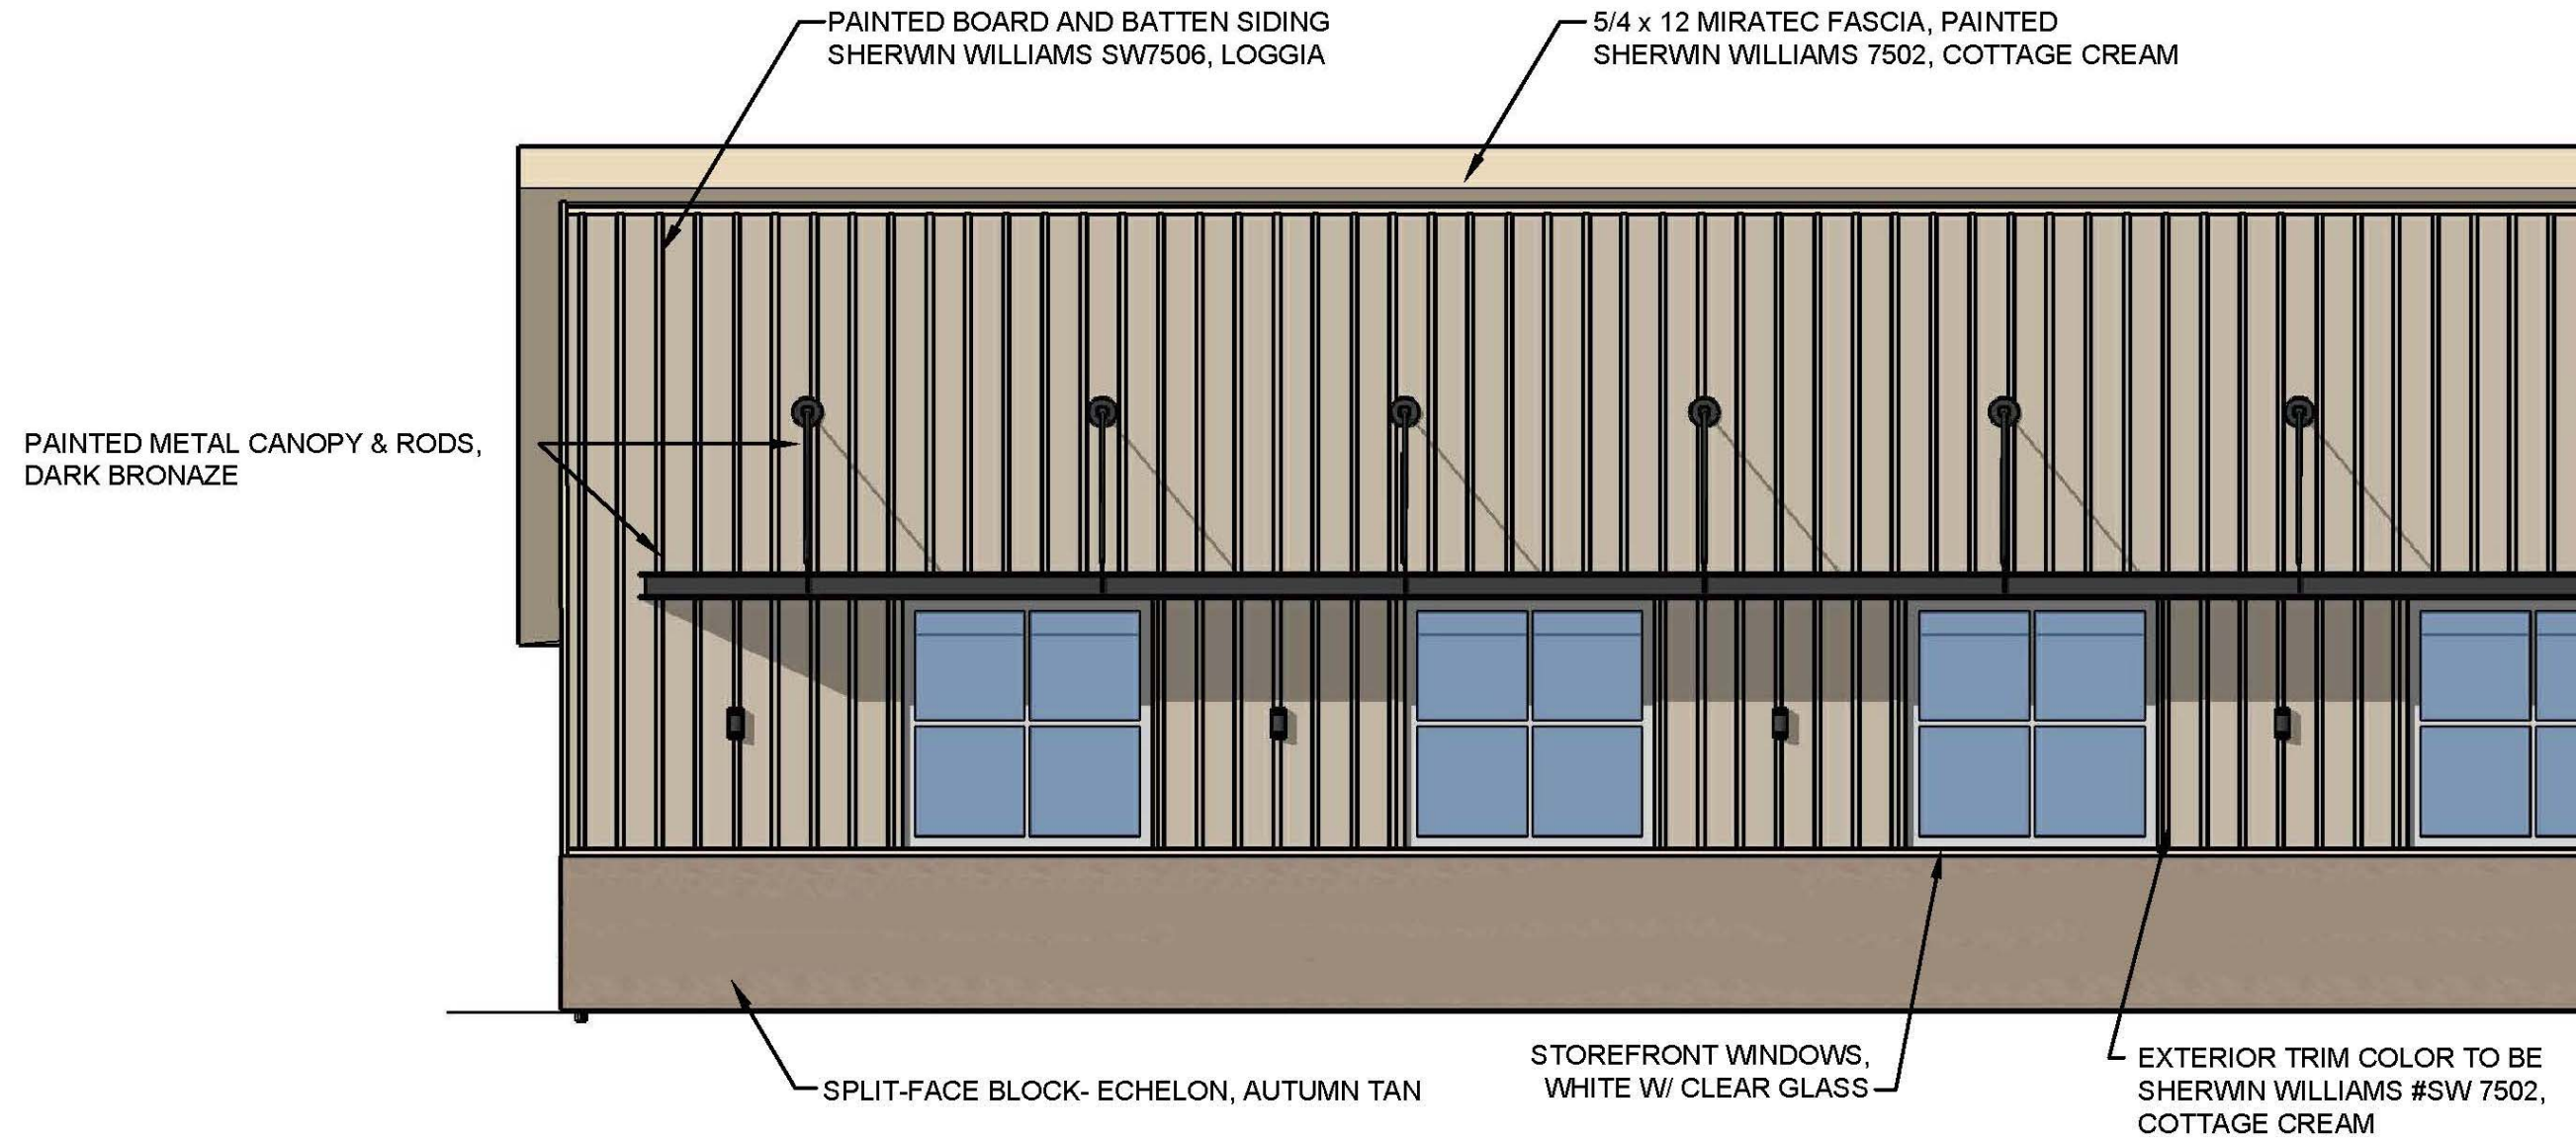 PAINTED BOARD AND BATTEN SIDING
SHERWIN WILLIAMS SW7506, LOGGIA
5/4 x 12 MIRATEC FASCIA, PAINTED
SHERWIN WILLIAMS 7502, COTTAGE CREAM
PAINTED METAL CANOPY & RODS,
DARK BRONAZE
STOREFRONT WINDOWS,
WHITE W/ CLEAR GLASS
EXTERIOR TRIM COLOR TO BE
SHERWIN WILLIAMS #SW 7502,
COTTAGE CREAM
SPLIT-FACE BLOCK- ECHELON, AUTUMN TAN